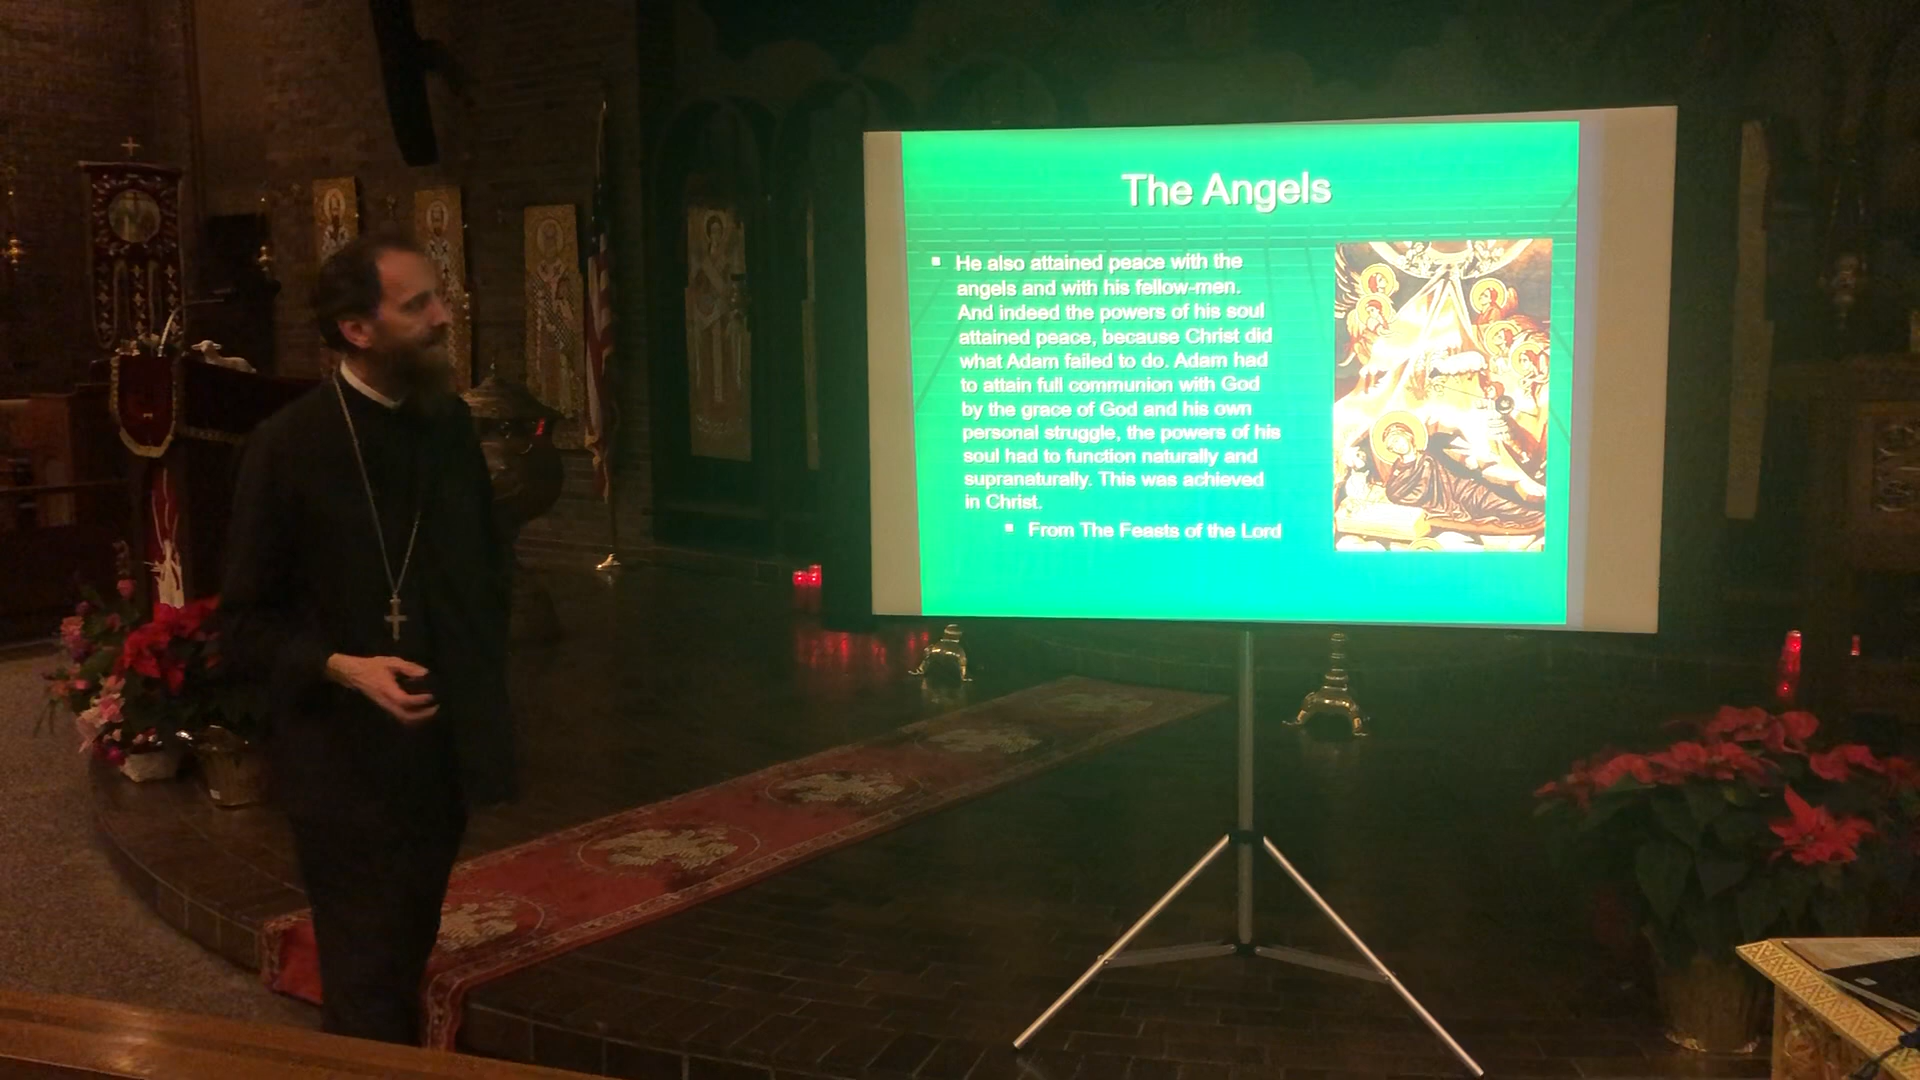 The Angels
▪ He also attained peace with the
angels and with his fellow-men.
And indeed the powers of his soul
attained peace, because Christ did
what Adam failed to do. Adam had
to attain full communion with God
by the grace of God and his own
personal struggle, the powers of his
soul had to function naturally and
supranaturally. This was achieved
in Christ.
▪ From The Feasts of the Lord